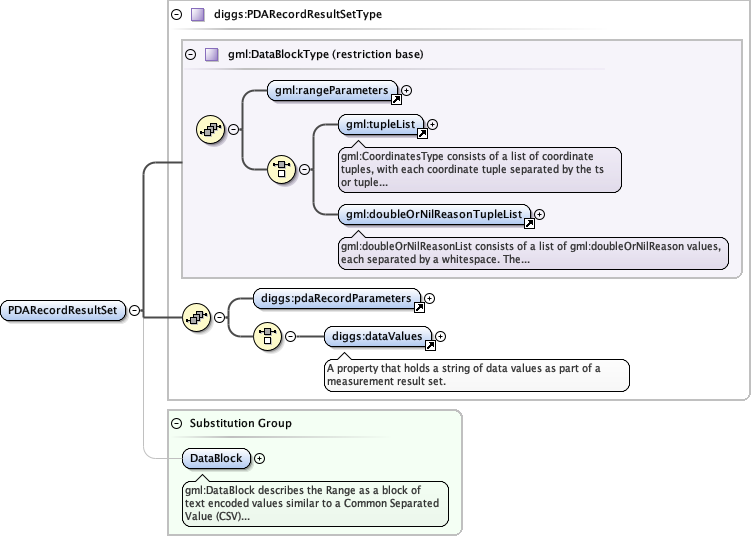 diggs:PDARecordResultSetType
gml:DataBlockType (restriction base)
gml:rangeParameters
gml:tupleList
gml:CoordinatesType consists of a list of coordinate
tuples, with each coordinate tuple separated by the ts
or tuple...
gml:doubleOrNilReasonTupleList
gml:doubleOrNilReasonList consists of a list of gml:doubleOrNilReason values,
each separated by a whitespace. The...
PDARecordResultSet
diggs:pdaRecordParameters
diggs:dataValues
A property that holds a string of data values as part of a
measurement result set.
Substitution Group
DataBlock
gml:DataBlock describes the Range as a block of
text encoded values similar to a Common Separated
Value (CSV)...